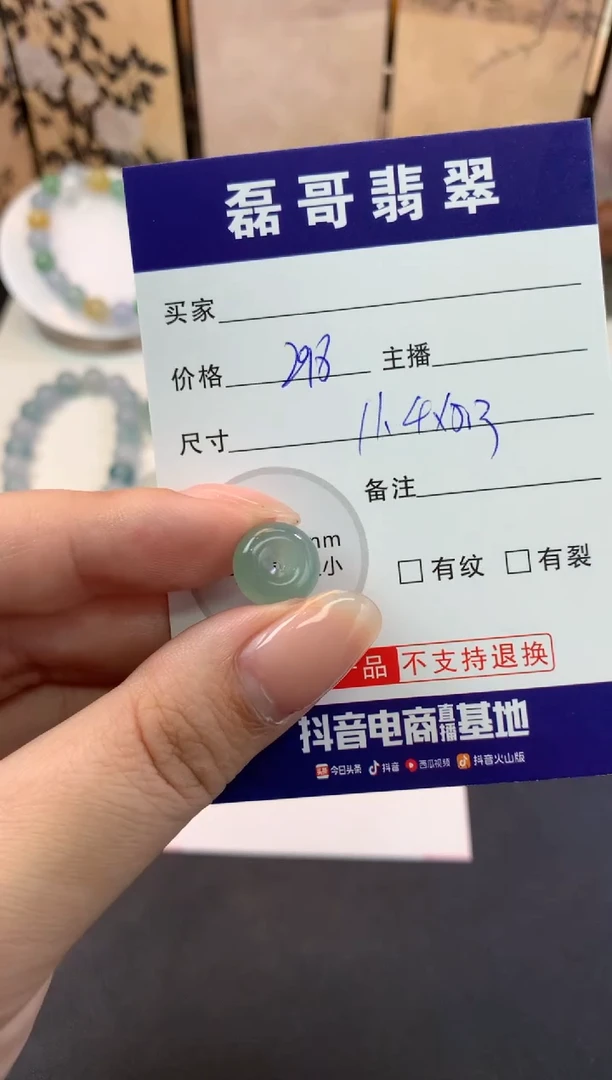 磊哥翡翠
买家
价格 298 主播
尺寸
备注
mm
小
有纹 有裂
品 不支持退换
抖音电商直播基地
今日头条 抖音 西瓜视频 抖音火山版